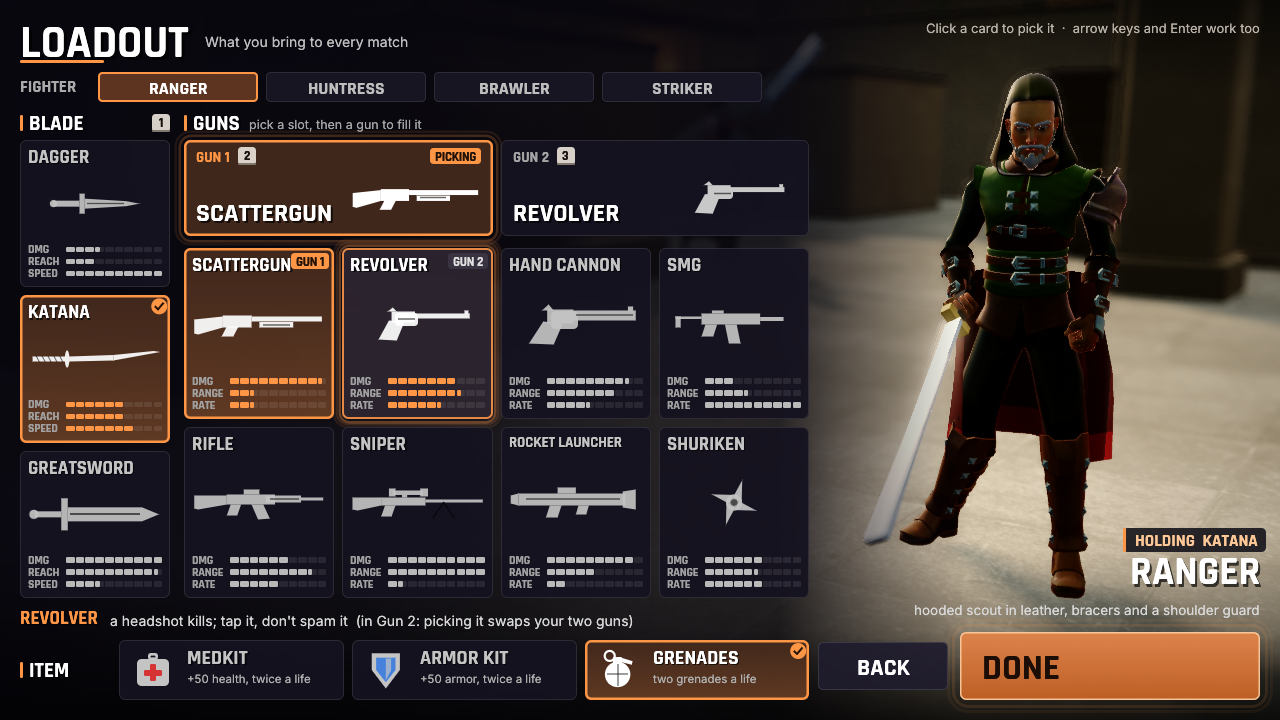 LOADOUT
What you bring to every match
Click a card to pick it · arrow keys and Enter work too
FIGHTER
RANGER
HUNTRESS
BRAWLER
STRIKER
BLADE
1
GUNS
pick a slot, then a gun to fill it
DAGGER
DMG
REACH
SPEED
KATANA
DMG
REACH
SPEED
GREATSWORD
DMG
REACH
SPEED
GUN 1
2
PICKING
SCATTERGUN
GUN 2
3
REVOLVER
SCATTERGUN
GUN 1
DMG
RANGE
RATE
REVOLVER
GUN 2
DMG
RANGE
RATE
HAND CANNON
DMG
RANGE
RATE
SMG
DMG
RANGE
RATE
RIFLE
DMG
RANGE
RATE
SNIPER
DMG
RANGE
RATE
ROCKET LAUNCHER
DMG
RANGE
RATE
SHURIKEN
DMG
RANGE
RATE
HOLDING KATANA
RANGER
hooded scout in leather, bracers and a shoulder guard
REVOLVER
a headshot kills; tap it, don't spam it (in Gun 2: picking it swaps your two guns)
ITEM
MEDKIT
+50 health, twice a life
ARMOR KIT
+50 armor, twice a life
GRENADES
two grenades a life
BACK
DONE